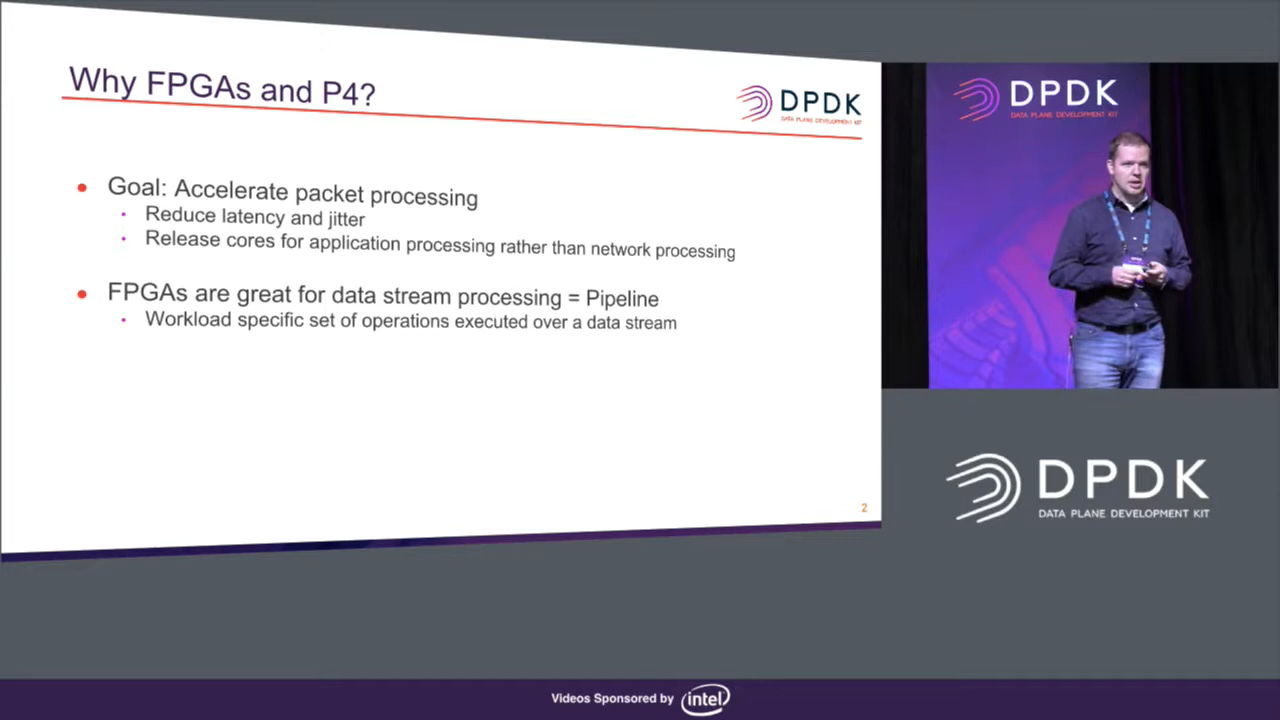 Why FPGAs and P4?
DPDK
DATA PLANE DEVELOPMENT KIT
• Goal: Accelerate packet processing
• Reduce latency and jitter
• Release cores for application processing rather than network processing
• FPGAs are great for data stream processing = Pipeline
• Workload specific set of operations executed over a data stream
2
DPDK
DATA PLANE DEVELOPMENT KIT
DPDK
DATA PLANE DEVELOPMENT KIT
Videos Sponsored by intel